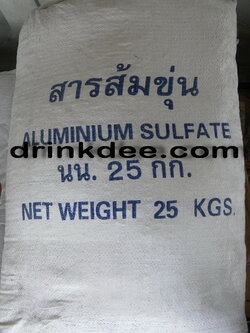 สารส้มขุ่น
ALUMINIUM SULFATE
drinkdee.com
นน. 25 กก.
NET WEIGHT 25 KGS.